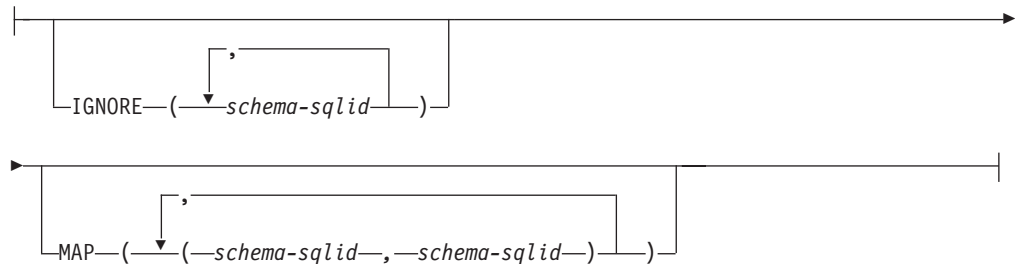 ,
IGNORE ( schema-sqlid )
,
MAP ( ( schema-sqlid , schema-sqlid ) )